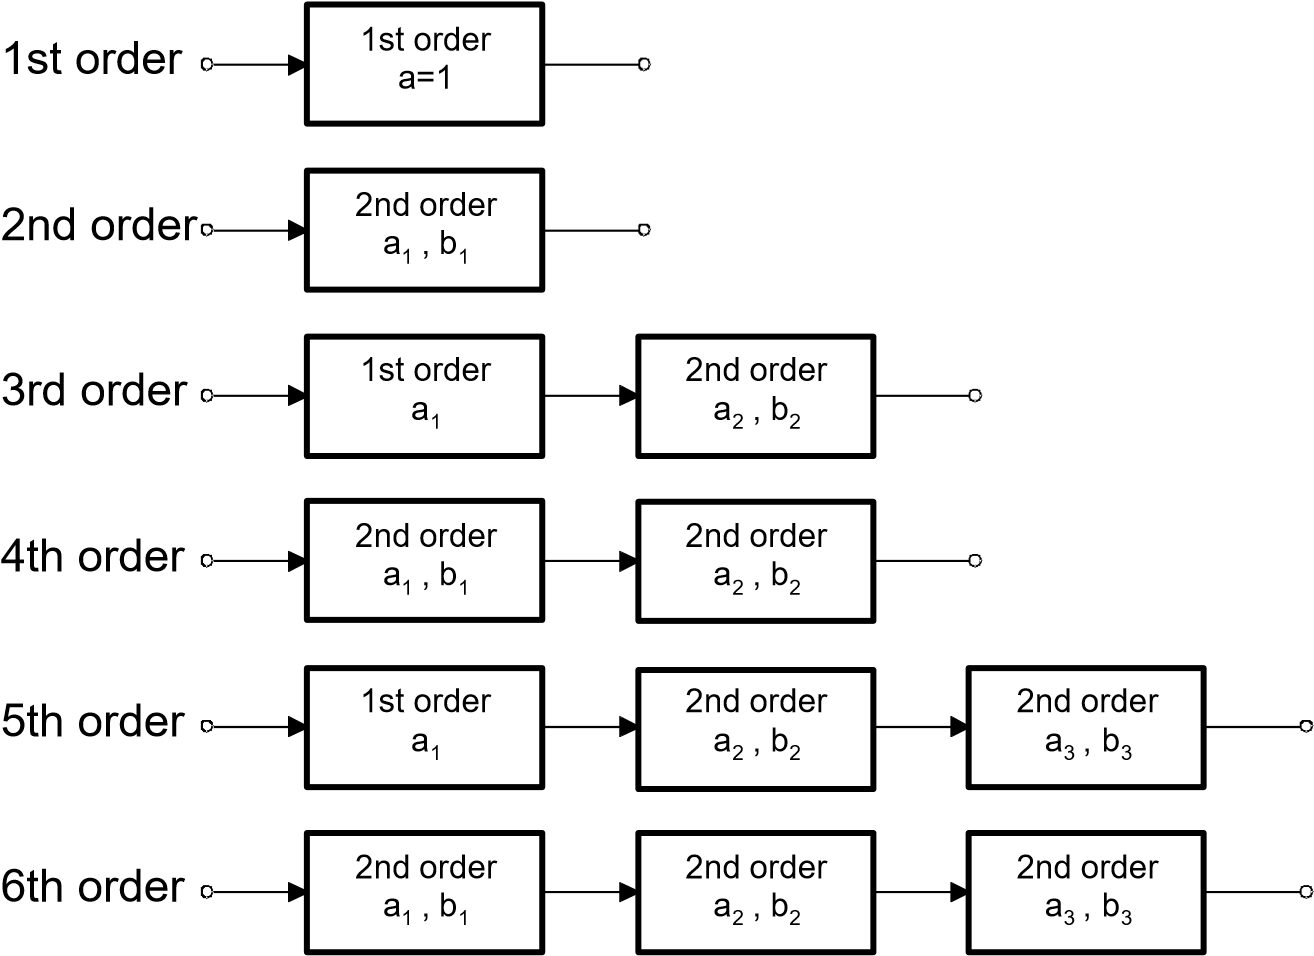 1st order
1st order
a=1
2nd order
2nd order
a₁ , b₁
3rd order
1st order
a₁
2nd order
a₂ , b₂
4th order
2nd order
a₁ , b₁
2nd order
a₂ , b₂
5th order
1st order
a₁
2nd order
a₂ , b₂
2nd order
a₃ , b₃
6th order
2nd order
a₁ , b₁
2nd order
a₂ , b₂
2nd order
a₃ , b₃